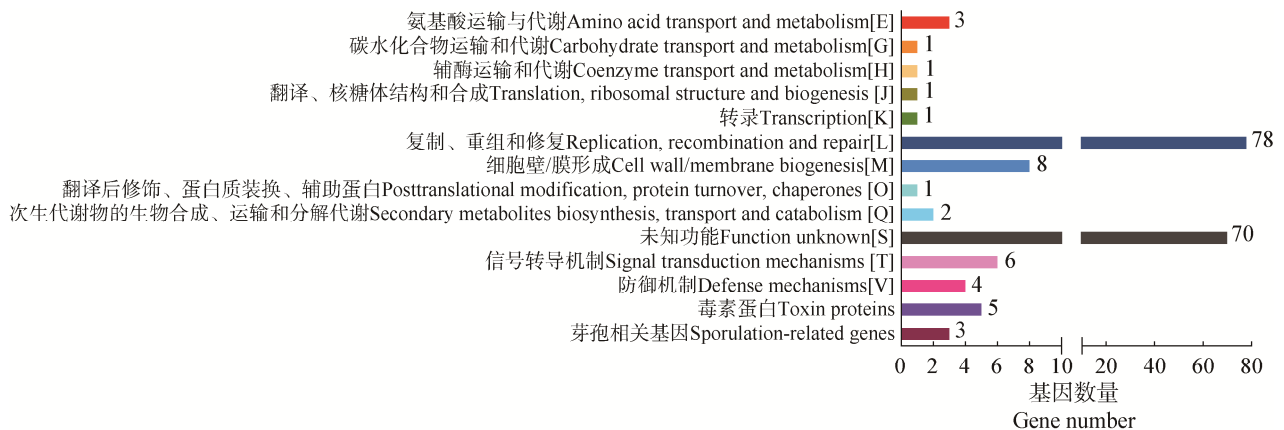 氨基酸运输与代谢Amino acid transport and metabolism[E] 3
碳水化合物运输和代谢Carbohydrate transport and metabolism[G] 1
辅酶运输和代谢Coenzyme transport and metabolism[H] 1
翻译、核糖体结构和合成Translation, ribosomal structure and biogenesis [J] 1
转录Transcription[K] 1
复制、重组和修复Replication, recombination and repair[L] 78
细胞壁/膜形成Cell wall/membrane biogenesis[M] 8
翻译后修饰、蛋白质装换、辅助蛋白Posttranslational modification, protein turnover, chaperones [O] 1
次生代谢物的生物合成、运输和分解代谢Secondary metabolites biosynthesis, transport and catabolism [Q] 2
未知功能Function unknown[S] 70
信号转导机制Signal transduction mechanisms [T] 6
防御机制Defense mechanisms[V] 4
毒素蛋白Toxin proteins 5
芽孢相关基因Sporulation-related genes 3
0 2 4 6 8 10 20 40 60 80
基因数量
Gene number